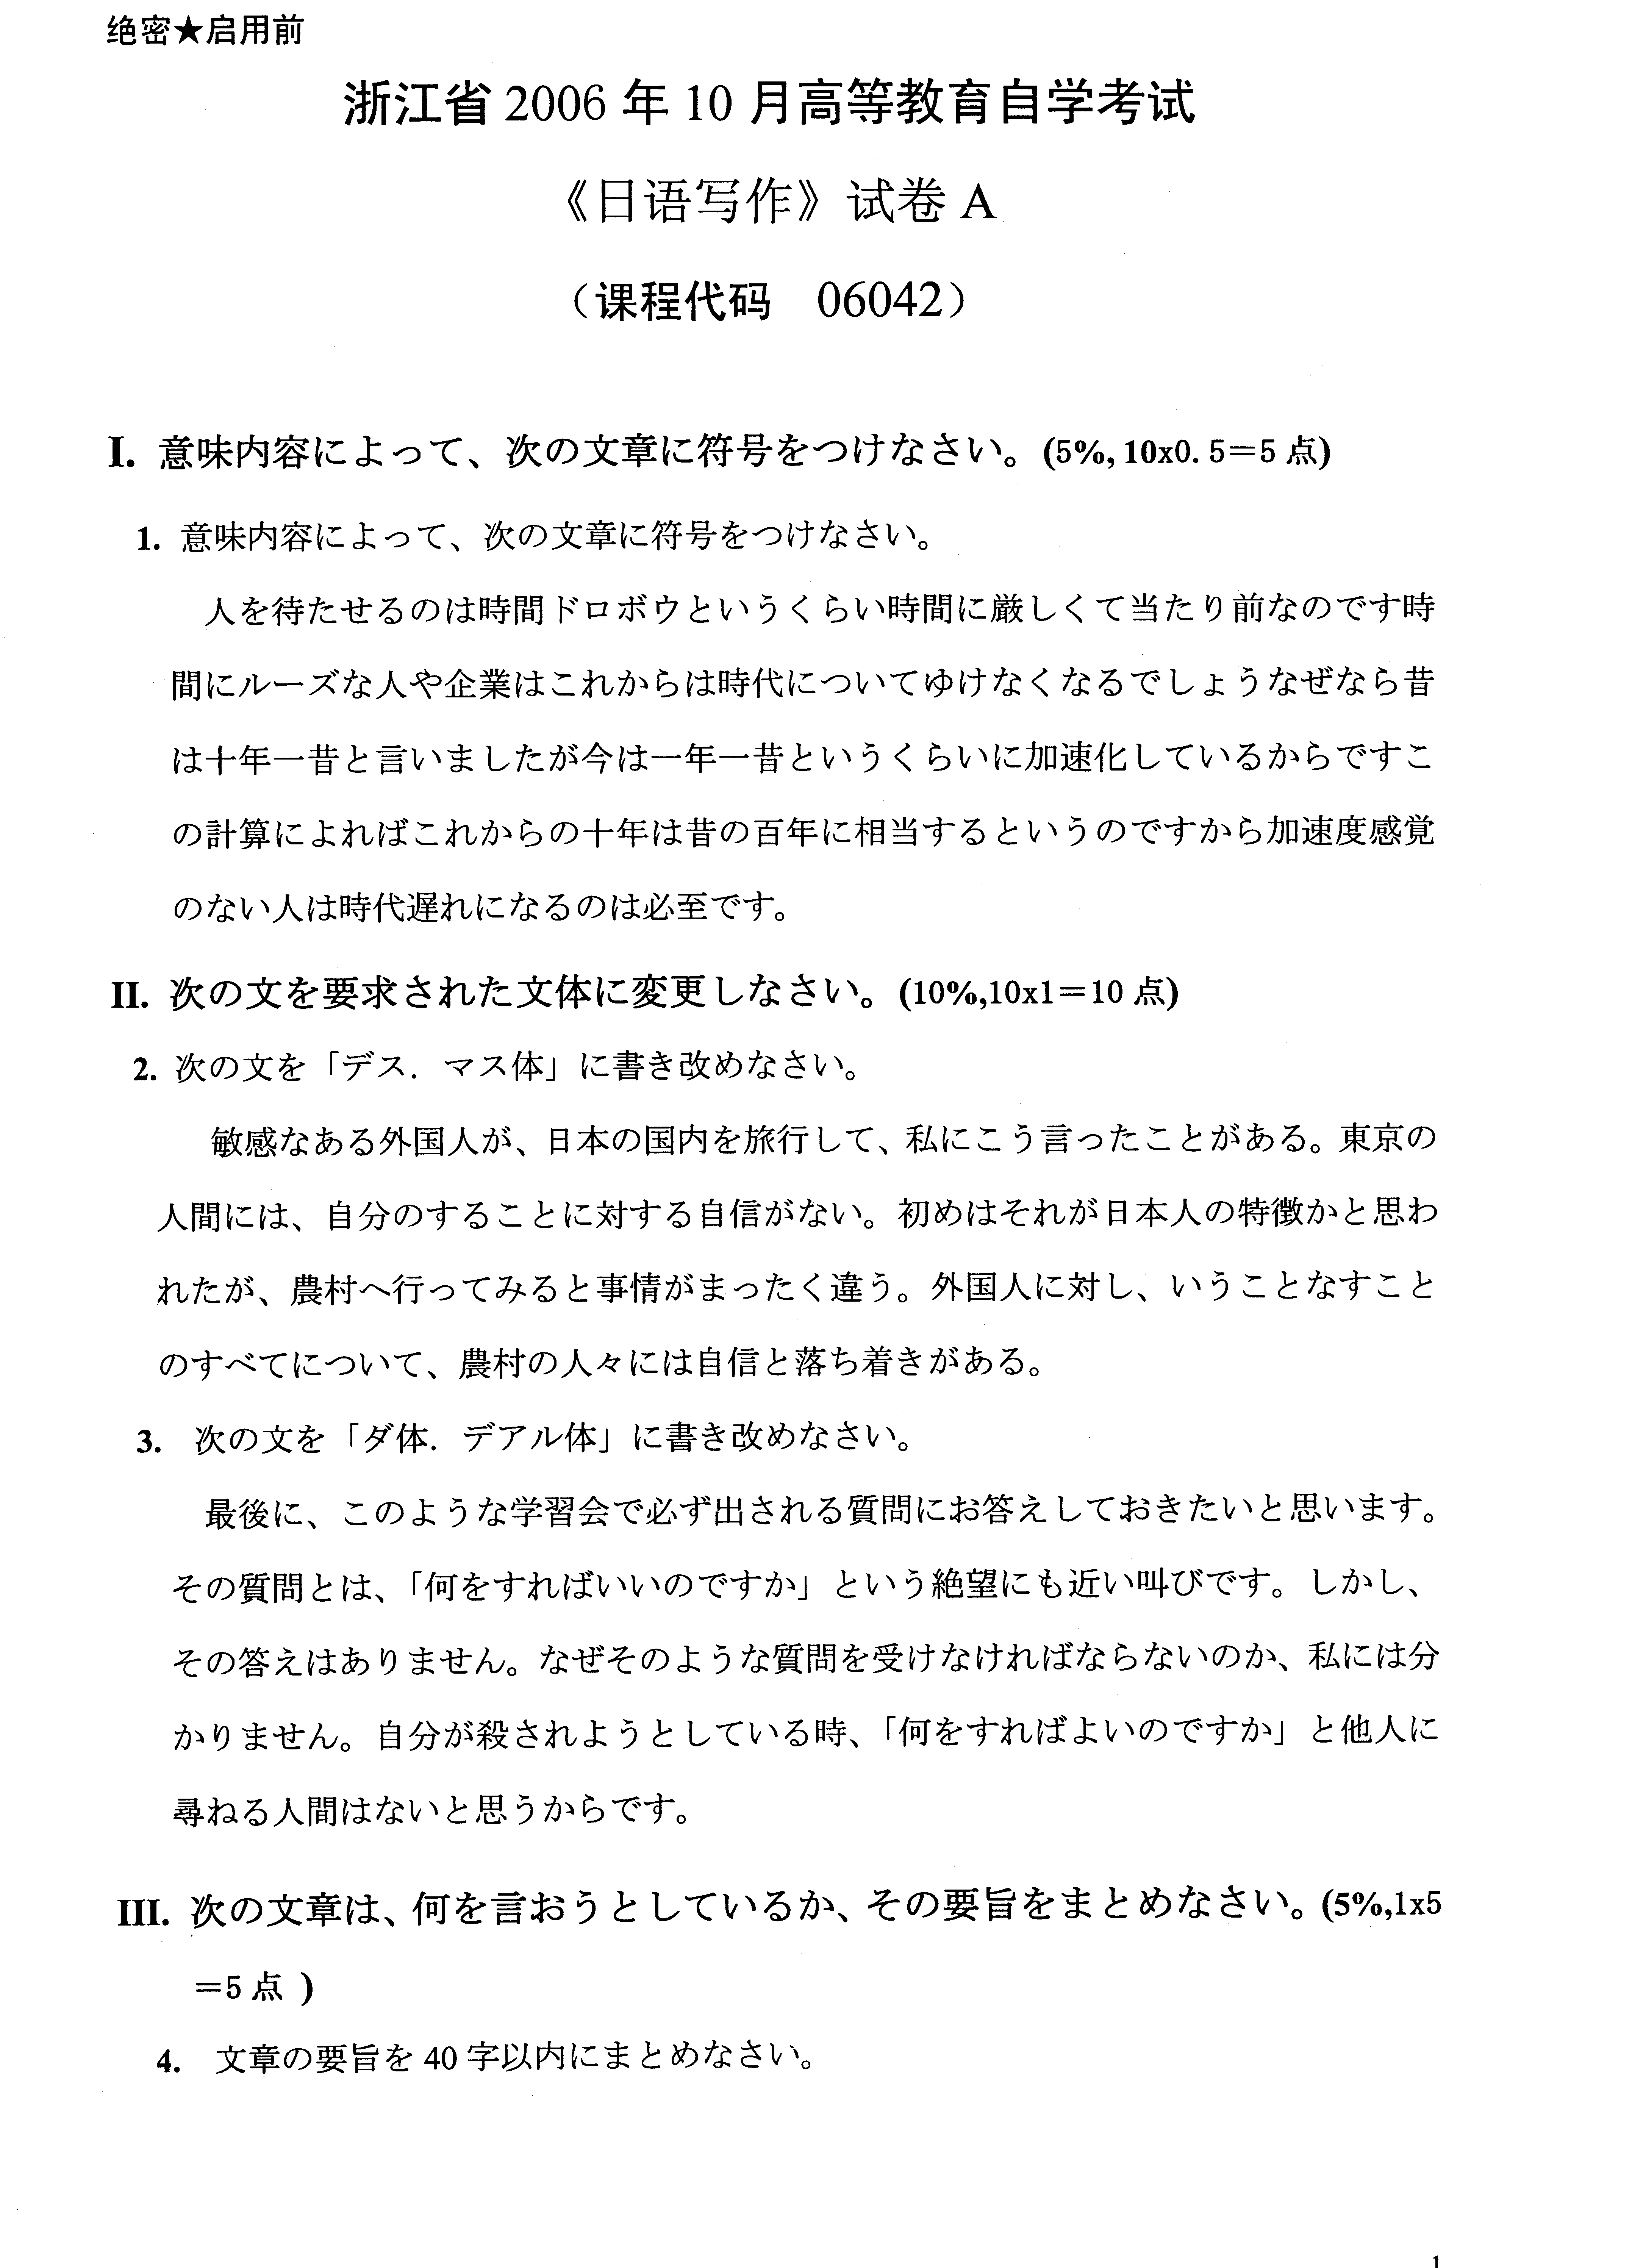 绝密★启用前
浙江省 2006 年 10 月高等教育自学考试
《日语写作》试卷 A
（课程代码　06042）
I. 意味内容によって、次の文章に符号をつけなさい。(5%, 10x0. 5＝5 点)
1. 意味内容によって、次の文章に符号をつけなさい。
人を待たせるのは時間ドロボウというくらい時間に厳しくて当たり前なのです時
間にルーズな人や企業はこれからは時代についてゆけなくなるでしょうなぜなら昔
は十年一昔と言いましたが今は一年一昔というくらいに加速化しているからですこ
の計算によればこれからの十年は昔の百年に相当するというのですから加速度感覚
のない人は時代遅れになるのは必至です。
II. 次の文を要求された文体に変更しなさい。(10%,10x1＝10 点)
2. 次の文を「デス．マス体」に書き改めなさい。
敏感なある外国人が、日本の国内を旅行して、私にこう言ったことがある。東京の
人間には、自分のすることに対する自信がない。初めはそれが日本人の特徴かと思わ
れたが、農村へ行ってみると事情がまったく違う。外国人に対し、いうことなすこと
のすべてについて、農村の人々には自信と落ち着きがある。
3. 次の文を「ダ体．デアル体」に書き改めなさい。
最後に、このような学習会で必ず出される質問にお答えしておきたいと思います。
その質問とは、「何をすればいいのですか」という絶望にも近い叫びです。しかし、
その答えはありません。なぜそのような質問を受けなければならないのか、私には分
かりません。自分が殺されようとしている時、「何をすればよいのですか」と他人に
尋ねる人間はないと思うからです。
III. 次の文章は、何を言おうとしているか、その要旨をまとめなさい。(5%,1x5
＝5 点 )
4. 文章の要旨を 40 字以内にまとめなさい。
1